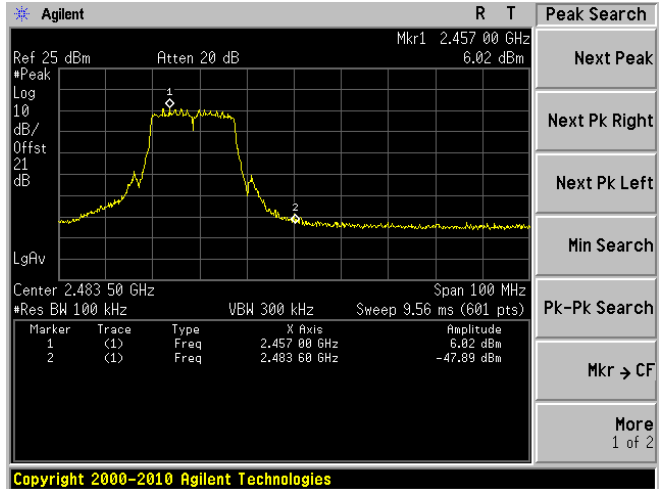 Agilent R T Peak Search
Mkr1 2.457 00 GHz
Ref 25 dBm Atten 20 dB 6.02 dBm
#Peak
Log
10
dB/
Offst
21
dB
LgAv
1
2
Center 2.483 50 GHz Span 100 MHz
#Res BW 100 kHz VBW 300 kHz Sweep 9.56 ms (601 pts)
Marker Trace Type X Axis Amplitude
1 (1) Freq 2.457 00 GHz 6.02 dBm
2 (1) Freq 2.483 60 GHz -47.89 dBm
Next Peak
Next Pk Right
Next Pk Left
Min Search
Pk-Pk Search
Mkr → CF
More
1 of 2
Copyright 2000-2010 Agilent Technologies